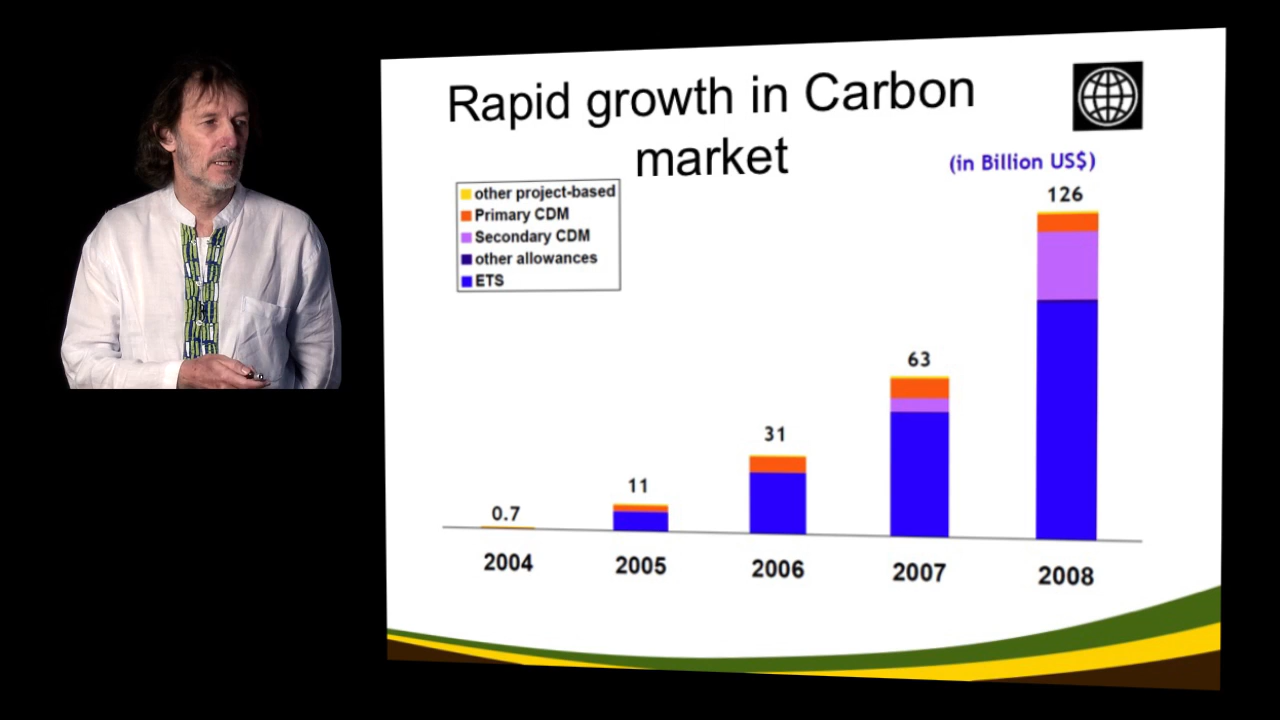 Rapid growth in Carbon
market
(in Billion US$)
other project-based
Primary CDM
Secondary CDM
other allowances
ETS
0.7
11
31
63
126
2004
2005
2006
2007
2008